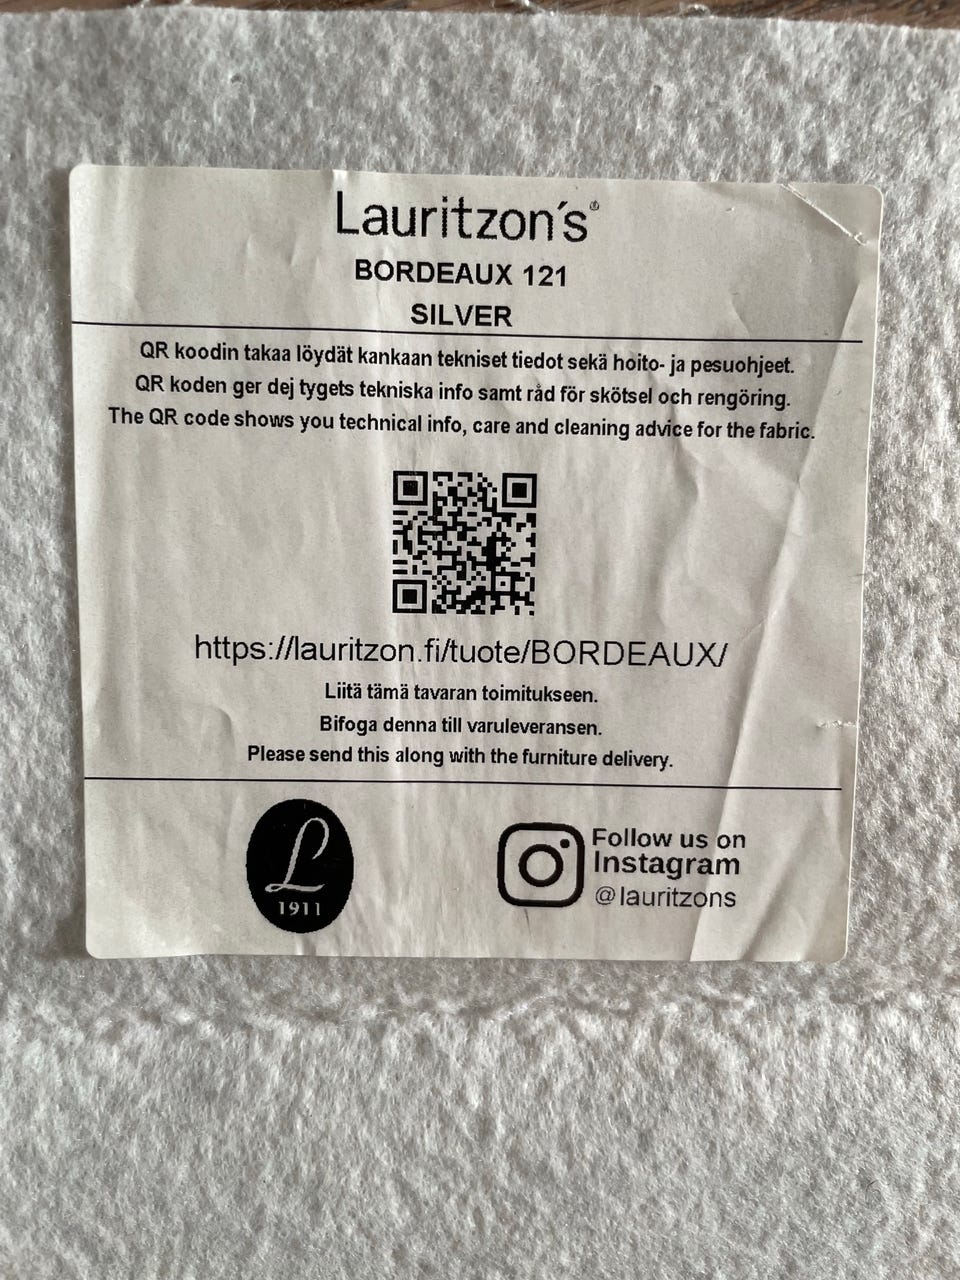 Lauritzon´s®
BORDEAUX 121
SILVER
QR koodin takaa löydät kankaan tekniset tiedot sekä hoito- ja pesuohjeet.
QR koden ger dej tygets tekniska info samt råd för skötsel och rengöring.
The QR code shows you technical info, care and cleaning advice for the fabric.
https://lauritzon.fi/tuote/BORDEAUX/
Liitä tämä tavaran toimitukseen.
Bifoga denna till varuleveransen.
Please send this along with the furniture delivery.
L
1911
Follow us on
Instagram
@lauritzons